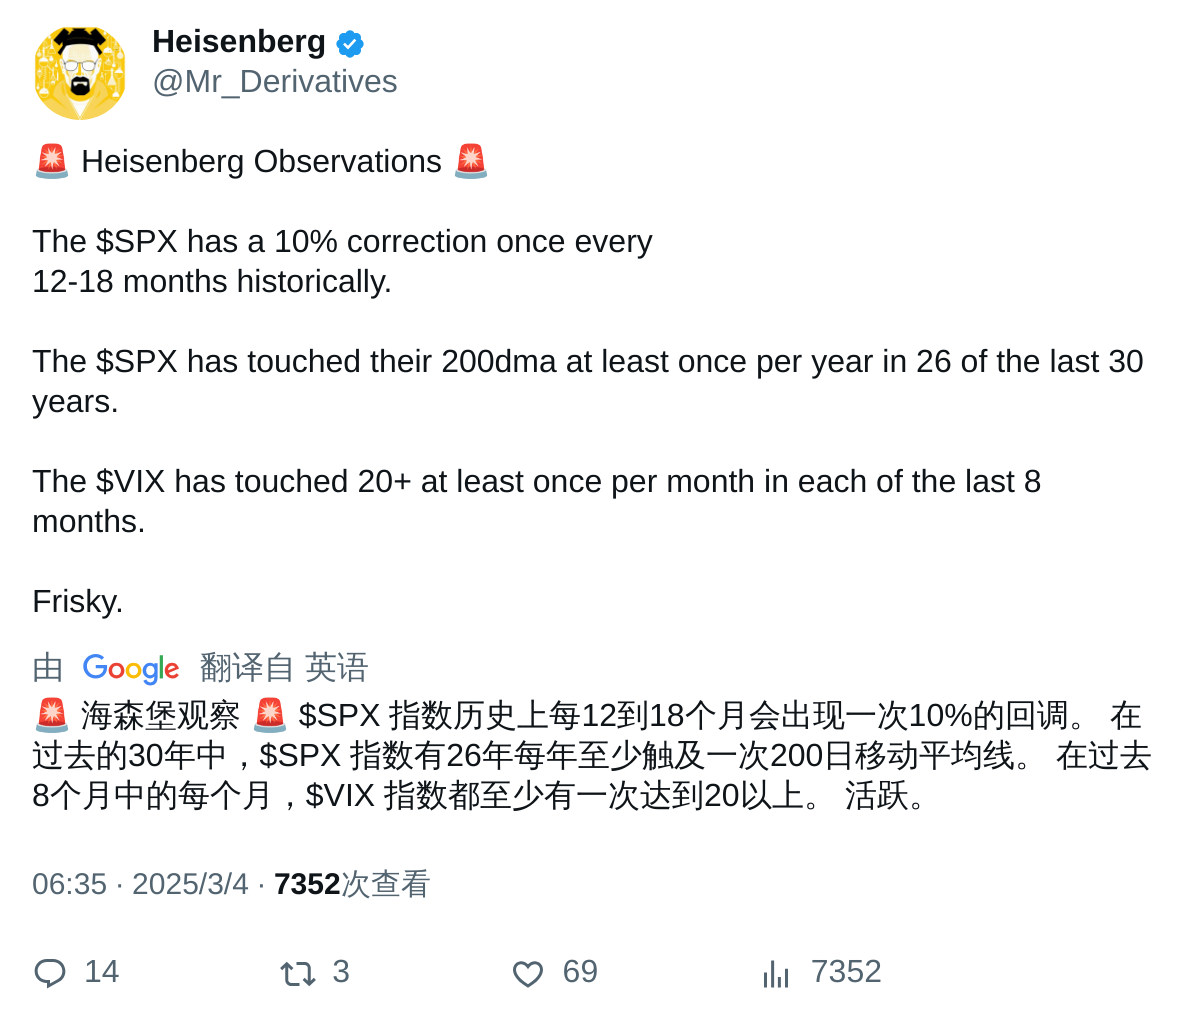 Heisenberg
@Mr_Derivatives
🚨 Heisenberg Observations 🚨
The $SPX has a 10% correction once every
12-18 months historically.
The $SPX has touched their 200dma at least once per year in 26 of the last 30
years.
The $VIX has touched 20+ at least once per month in each of the last 8
months.
Frisky.
由 Google 翻译自 英语
🚨 海森堡观察 🚨 $SPX 指数历史上每12到18个月会出现一次10%的回调。 在
过去的30年中，$SPX 指数有26年每年至少触及一次200日移动平均线。 在过去
8个月中的每个月，$VIX 指数都至少有一次达到20以上。 活跃。
06:35 · 2025/3/4 · 7352次查看
14 3 69 7352